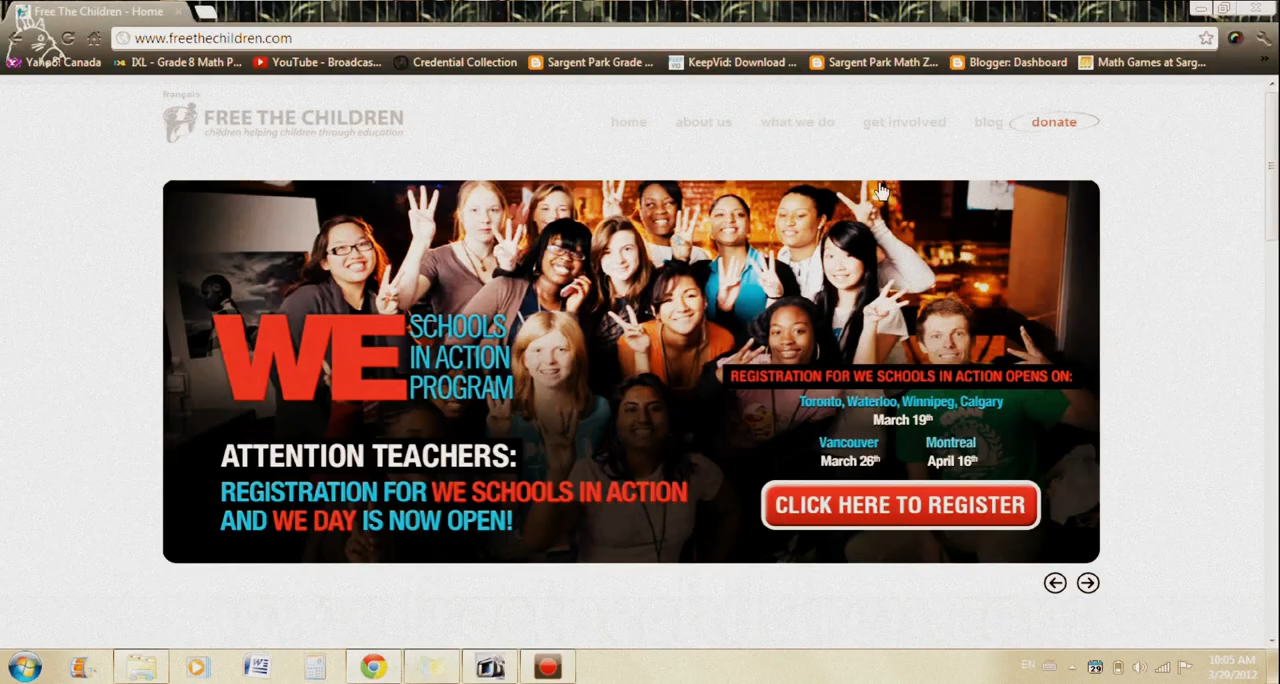 Free The Children - Home
www.freethechildren.com
Yahoo! Canada IXL - Grade 8 Math P... YouTube - Broadcas... Credential Collection Sargent Park Grade ... KeepVid: Download ... Sargent Park Math Z... Blogger: Dashboard Math Games at Sarg...
français
FREE THE CHILDREN
children helping children through education
home about us what we do get involved blog donate
WE SCHOOLS
IN ACTION
PROGRAM
REGISTRATION FOR WE SCHOOLS IN ACTION OPENS ON:
Toronto, Waterloo, Winnipeg, Calgary
March 19th
Vancouver Montreal
March 26th April 16th
ATTENTION TEACHERS:
REGISTRATION FOR WE SCHOOLS IN ACTION
AND WE DAY IS NOW OPEN!
CLICK HERE TO REGISTER
EN 29 10:05 AM
3/29/2012